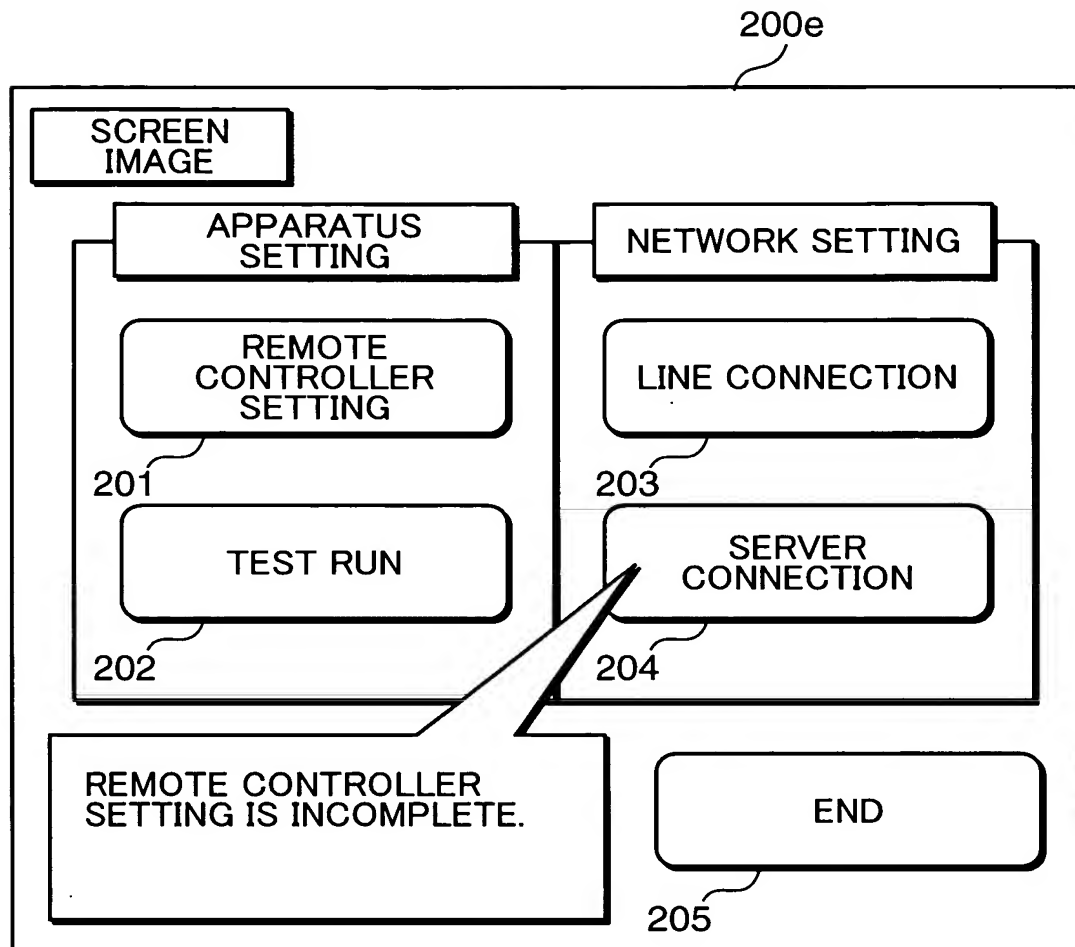 200e
SCREEN
IMAGE
APPARATUS
SETTING
NETWORK SETTING
REMOTE
CONTROLLER
SETTING
LINE CONNECTION
201
203
TEST RUN
SERVER
CONNECTION
202
204
REMOTE CONTROLLER
SETTING IS INCOMPLETE.
END
205